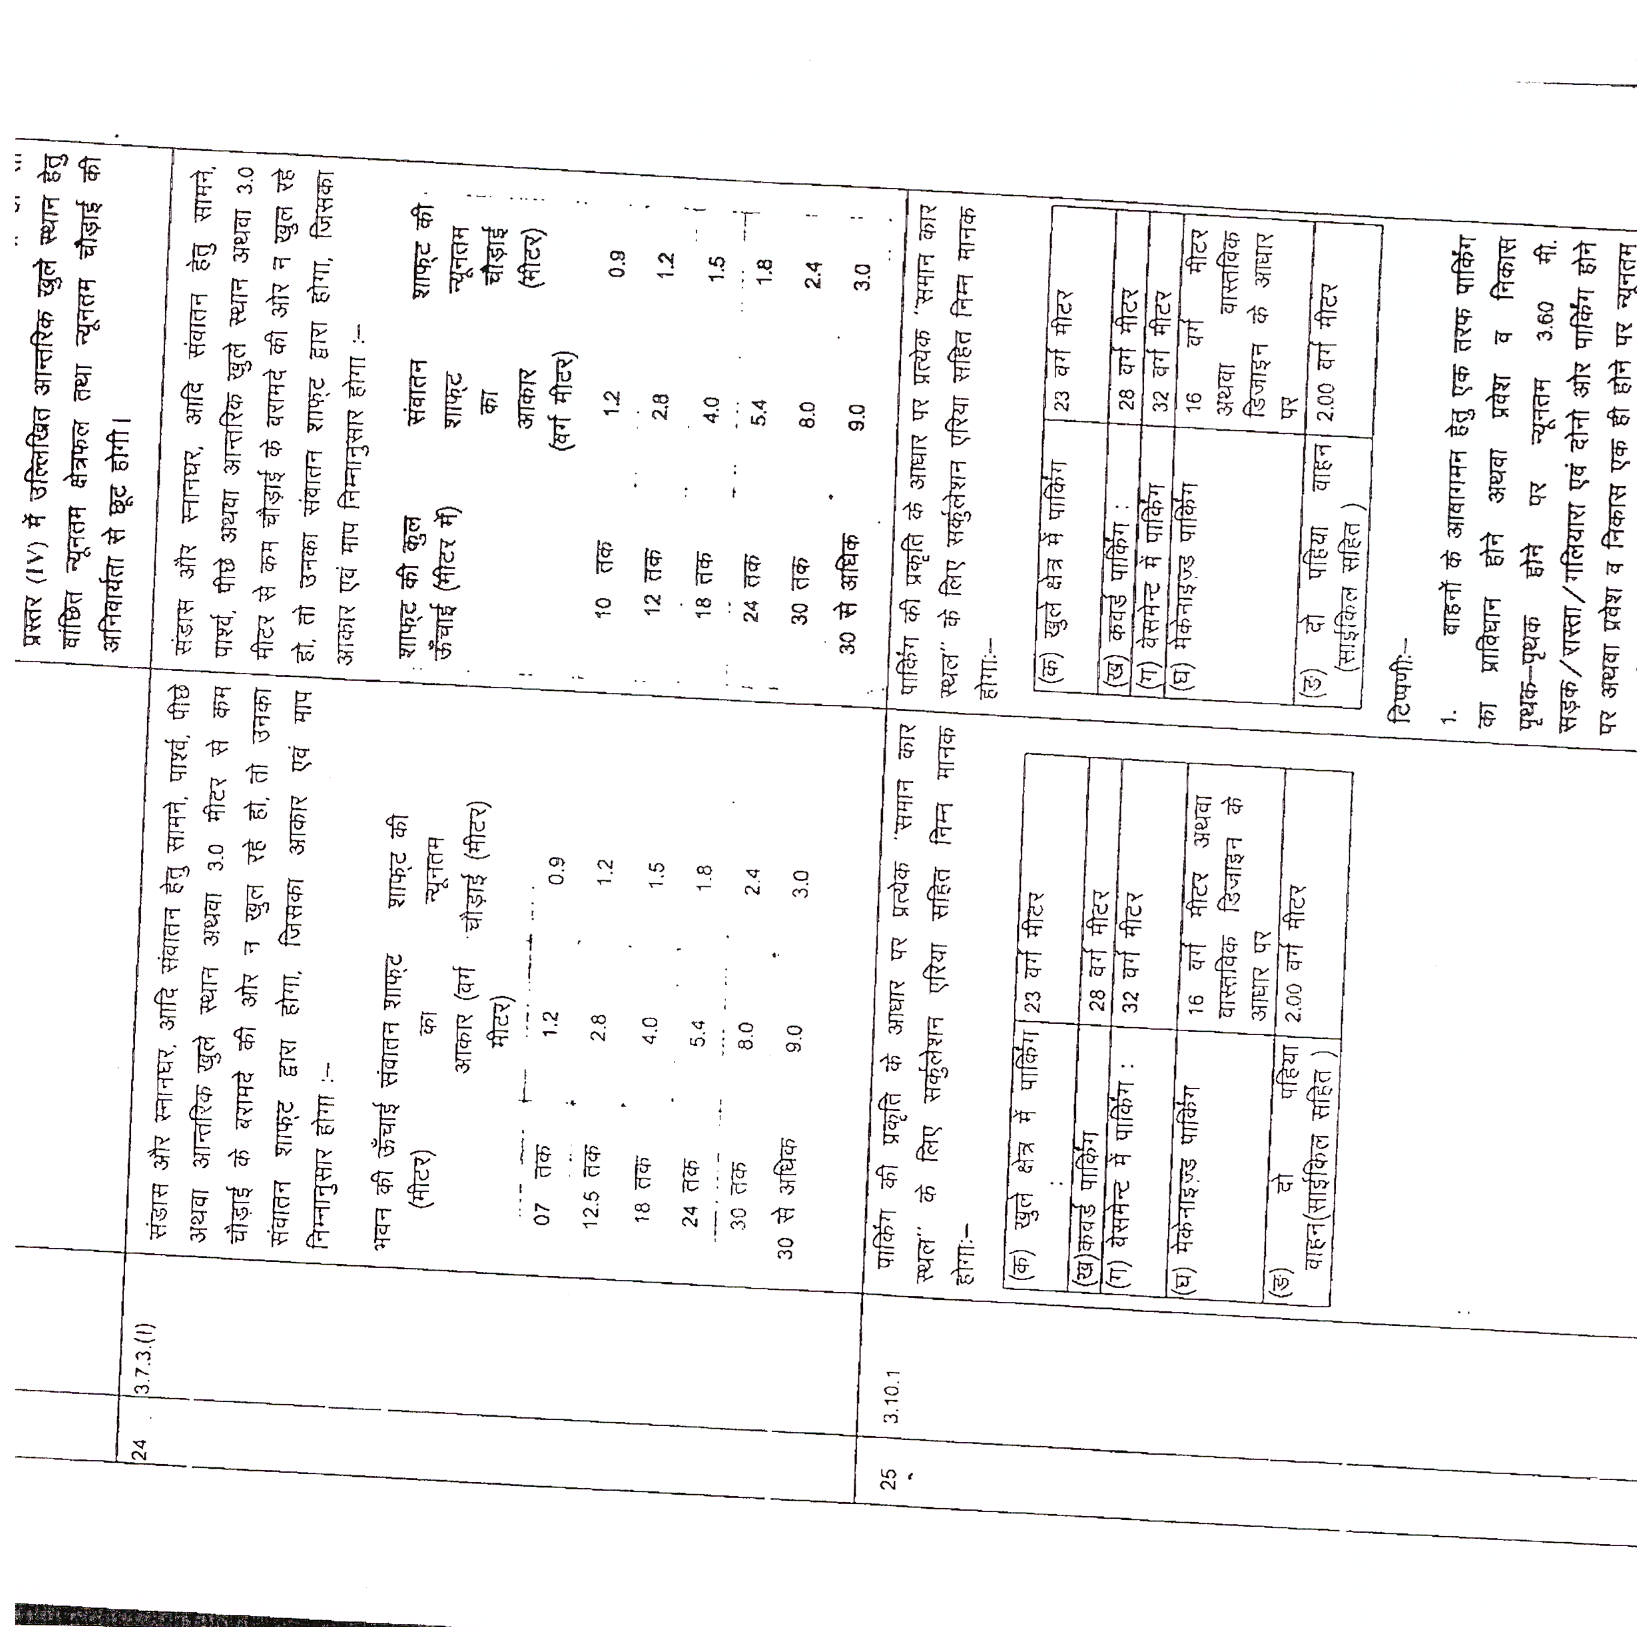 प्रस्तर (IV) में उल्लिखित आन्तरिक खुले स्थान हेतु
वांछित न्यूनतम क्षेत्रफल तथा न्यूनतम चौड़ाई की
अनिवार्यता से छूट होगी।
24
3.7.3.(I)
संडास और स्नानघर, आदि संवातन हेतु सामने, पार्श्व, पीछे
अथवा आन्तरिक खुले स्थान अथवा 3.0 मीटर से कम
चौड़ाई के बरामदे की ओर न खुल रहे हो, तो उनका
संवातन शाफ्ट द्वारा होगा, जिसका आकार एवं माप
निम्नानुसार होगा :–
भवन की ऊँचाई संवातन शाफ्ट शाफ्ट की
(मीटर) का न्यूनतम
आकार (वर्ग चौड़ाई (मीटर)
मीटर)
07 तक 1.2 0.9
12.5 तक 2.8 1.2
18 तक 4.0 1.5
24 तक 5.4 1.8
30 तक 8.0 2.4
30 से अधिक 9.0 3.0
संडास और स्नानघर, आदि संवातन हेतु सामने,
पार्श्व, पीछे अथवा आन्तरिक खुले स्थान अथवा 3.0
मीटर से कम चौड़ाई के बरामदे की ओर न खुल रहे
हो, तो उनका संवातन शाफ्ट द्वारा होगा, जिसका
आकार एवं माप निम्नानुसार होगा :–
शाफ्ट की कुल संवातन शाफ्ट की
ऊँचाई (मीटर में) शाफ्ट न्यूनतम
का चौड़ाई
आकार (मीटर)
(वर्ग मीटर)
10 तक 1.2 0.9
12 तक 2.8 1.2
18 तक 4.0 1.5
24 तक 5.4 1.8
30 तक 8.0 2.4
30 से अधिक 9.0 3.0
25
3.10.1
पार्किंग की प्रकृति के आधार पर प्रत्येक "समान कार
स्थल" के लिए सर्कुलेशन एरिया सहित निम्न मानक
होगा:–
(क) खुले क्षेत्र में पार्किंग 23 वर्ग मीटर
:
(ख)कवर्ड पार्किंग 28 वर्ग मीटर
(ग) बेसमेन्ट में पार्किंग : 32 वर्ग मीटर
(घ) मेकेनाइज्ड पार्किंग 16 वर्ग मीटर अथवा
वास्तविक डिजाइन के
आधार पर
(ङ) दो पहिया 2.00 वर्ग मीटर
वाहन(साईकिल सहित )
पार्किंग की प्रकृति के आधार पर प्रत्येक "समान कार
स्थल" के लिए सर्कुलेशन एरिया सहित निम्न मानक
होगा:–
(क) खुले क्षेत्र में पार्किंग 23 वर्ग मीटर
(ख) कवर्ड पार्किंग : 28 वर्ग मीटर
(ग) बेसमेन्ट में पार्किंग 32 वर्ग मीटर
(घ) मेकेनाइज्ड पार्किंग 16 वर्ग मीटर
अथवा वास्तविक
डिजाइन के आधार
पर
(ङ) दो पहिया वाहन 2.00 वर्ग मीटर
(साईकिल सहित )
टिप्पणी:–
1. वाहनों के आवागमन हेतु एक तरफ पार्किंग
का प्राविधान होने अथवा प्रवेश व निकास
पृथक–पृथक होने पर न्यूनतम 3.60 मी.
सड़क/रास्ता/गलियारा एवं दोनों ओर पार्किंग होने
पर अथवा प्रवेश व निकास एक ही होने पर न्यूनतम